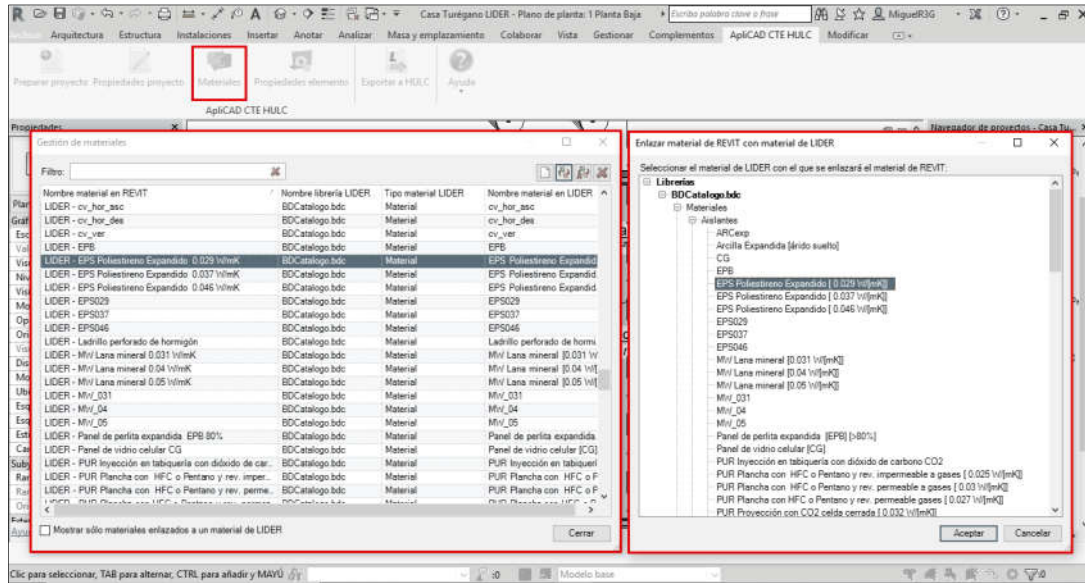 Casa Turégano LIDER - Plano de planta: 1 Planta Baja
Escriba palabra clave o frase
MiguelR3G
Arquitectura Estructura Instalaciones Insertar Anotar Analizar Masa y emplazamiento Colaborar Vista Gestionar Complementos ApliCAD CTE HULC Modificar
Preparar proyecto Propiedades proyecto Materiales Propiedades elemento Exportar a HULC Ayuda
ApliCAD CTE HULC
Propiedades
Navegador de proyectos - Casa Tu...
Gestión de materiales
Filtro:
Nombre material en REVIT Nombre librería LIDER Tipo material LIDER Nombre material en LIDER
LIDER - cv_hor_asc BDCatalogo.bdc Material cv_hor_asc
LIDER - cv_hor_des BDCatalogo.bdc Material cv_hor_des
LIDER - cv_ver BDCatalogo.bdc Material cv_ver
LIDER - EPB BDCatalogo.bdc Material EPB
LIDER - EPS Poliestireno Expandido 0.029 W/mK BDCatalogo.bdc Material EPS Poliestireno Expandid
LIDER - EPS Poliestireno Expandido 0.037 W/mK BDCatalogo.bdc Material EPS Poliestireno Expandid
LIDER - EPS Poliestireno Expandido 0.046 W/mK BDCatalogo.bdc Material EPS Poliestireno Expandid
LIDER - EPS029 BDCatalogo.bdc Material EPS029
LIDER - EPS037 BDCatalogo.bdc Material EPS037
LIDER - EPS046 BDCatalogo.bdc Material EPS046
LIDER - Ladrillo perforado de hormigón BDCatalogo.bdc Material Ladrillo perforado de hormi
LIDER - MW Lana mineral 0.031 W/mK BDCatalogo.bdc Material MW Lana mineral [0.031 W
LIDER - MW Lana mineral 0.04 W/mK BDCatalogo.bdc Material MW Lana mineral [0.04 W/[
LIDER - MW Lana mineral 0.05 W/mK BDCatalogo.bdc Material MW Lana mineral [0.05 W/[
LIDER - MW_031 BDCatalogo.bdc Material MW_031
LIDER - MW_04 BDCatalogo.bdc Material MW_04
LIDER - MW_05 BDCatalogo.bdc Material MW_05
LIDER - Panel de perlita expandida EPB 80% BDCatalogo.bdc Material Panel de perlita expandida
LIDER - Panel de vidrio celular CG BDCatalogo.bdc Material Panel de vidrio celular [CG]
LIDER - PUR Inyección en tabiquería con dióxido de car... BDCatalogo.bdc Material PUR Inyección en tabiquerí
LIDER - PUR Plancha con HFC o Pentano y rev. imper... BDCatalogo.bdc Material PUR Plancha con HFC o P
LIDER - PUR Plancha con HFC o Pentano y rev. perme... BDCatalogo.bdc Material PUR Plancha con HFC o P
Mostrar sólo materiales enlazados a un material de LIDER
Cerrar
Enlazar material de REVIT con material de LIDER
Seleccionar el material de LIDER con el que se enlazará el material de REVIT:
Librerías
BDCatalogo.bdc
Materiales
Aislantes
ARCexp
Arcilla Expandida [árido suelto]
CG
EPB
EPS Poliestireno Expandido [ 0.029 W/[mK]]
EPS Poliestireno Expandido [ 0.037 W/[mK]]
EPS Poliestireno Expandido [ 0.046 W/[mK]]
EPS029
EPS037
EPS046
MW Lana mineral [0.031 W/[mK]]
MW Lana mineral [0.04 W/[mK]]
MW Lana mineral [0.05 W/[mK]]
MW_031
MW_04
MW_05
Panel de perlita expandida [EPB] [>80%]
Panel de vidrio celular [CG]
PUR Inyección en tabiquería con dióxido de carbono CO2
PUR Plancha con HFC o Pentano y rev. impermeable a gases [ 0.025 W/[mK]]
PUR Plancha con HFC o Pentano y rev. impermeable a gases [ 0.03 W/[mK]]
PUR Plancha con HFC o Pentano y rev. permeable gases [ 0.027 W/[mK]]
PUR Proyección con CO2 celda cerrada [ 0.032 W/[mK]]
Aceptar Cancelar
Clic para seleccionar, TAB para alternar, CTRL para añadir y MAYÚ
:0 Modelo base
:0